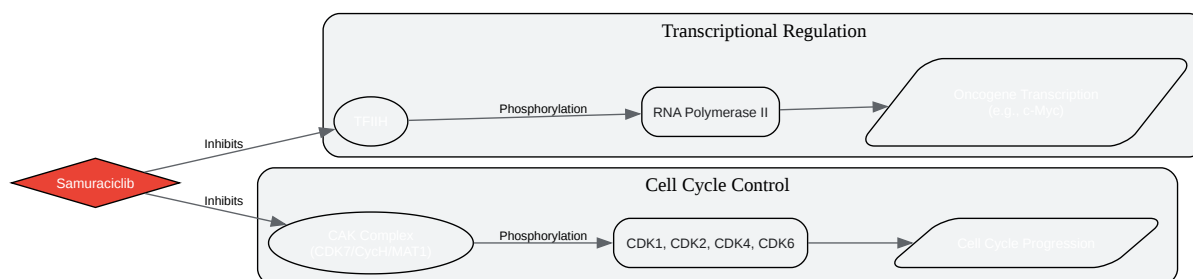 Transcriptional Regulation
TFIIH
Phosphorylation
RNA Polymerase II
Oncogene Transcription
(e.g., c-Myc)
Inhibits
Samuraciclib
Inhibits
Cell Cycle Control
CAK Complex
(CDK7/CycH/MAT1)
Phosphorylation
CDK1, CDK2, CDK4, CDK6
Cell Cycle Progression